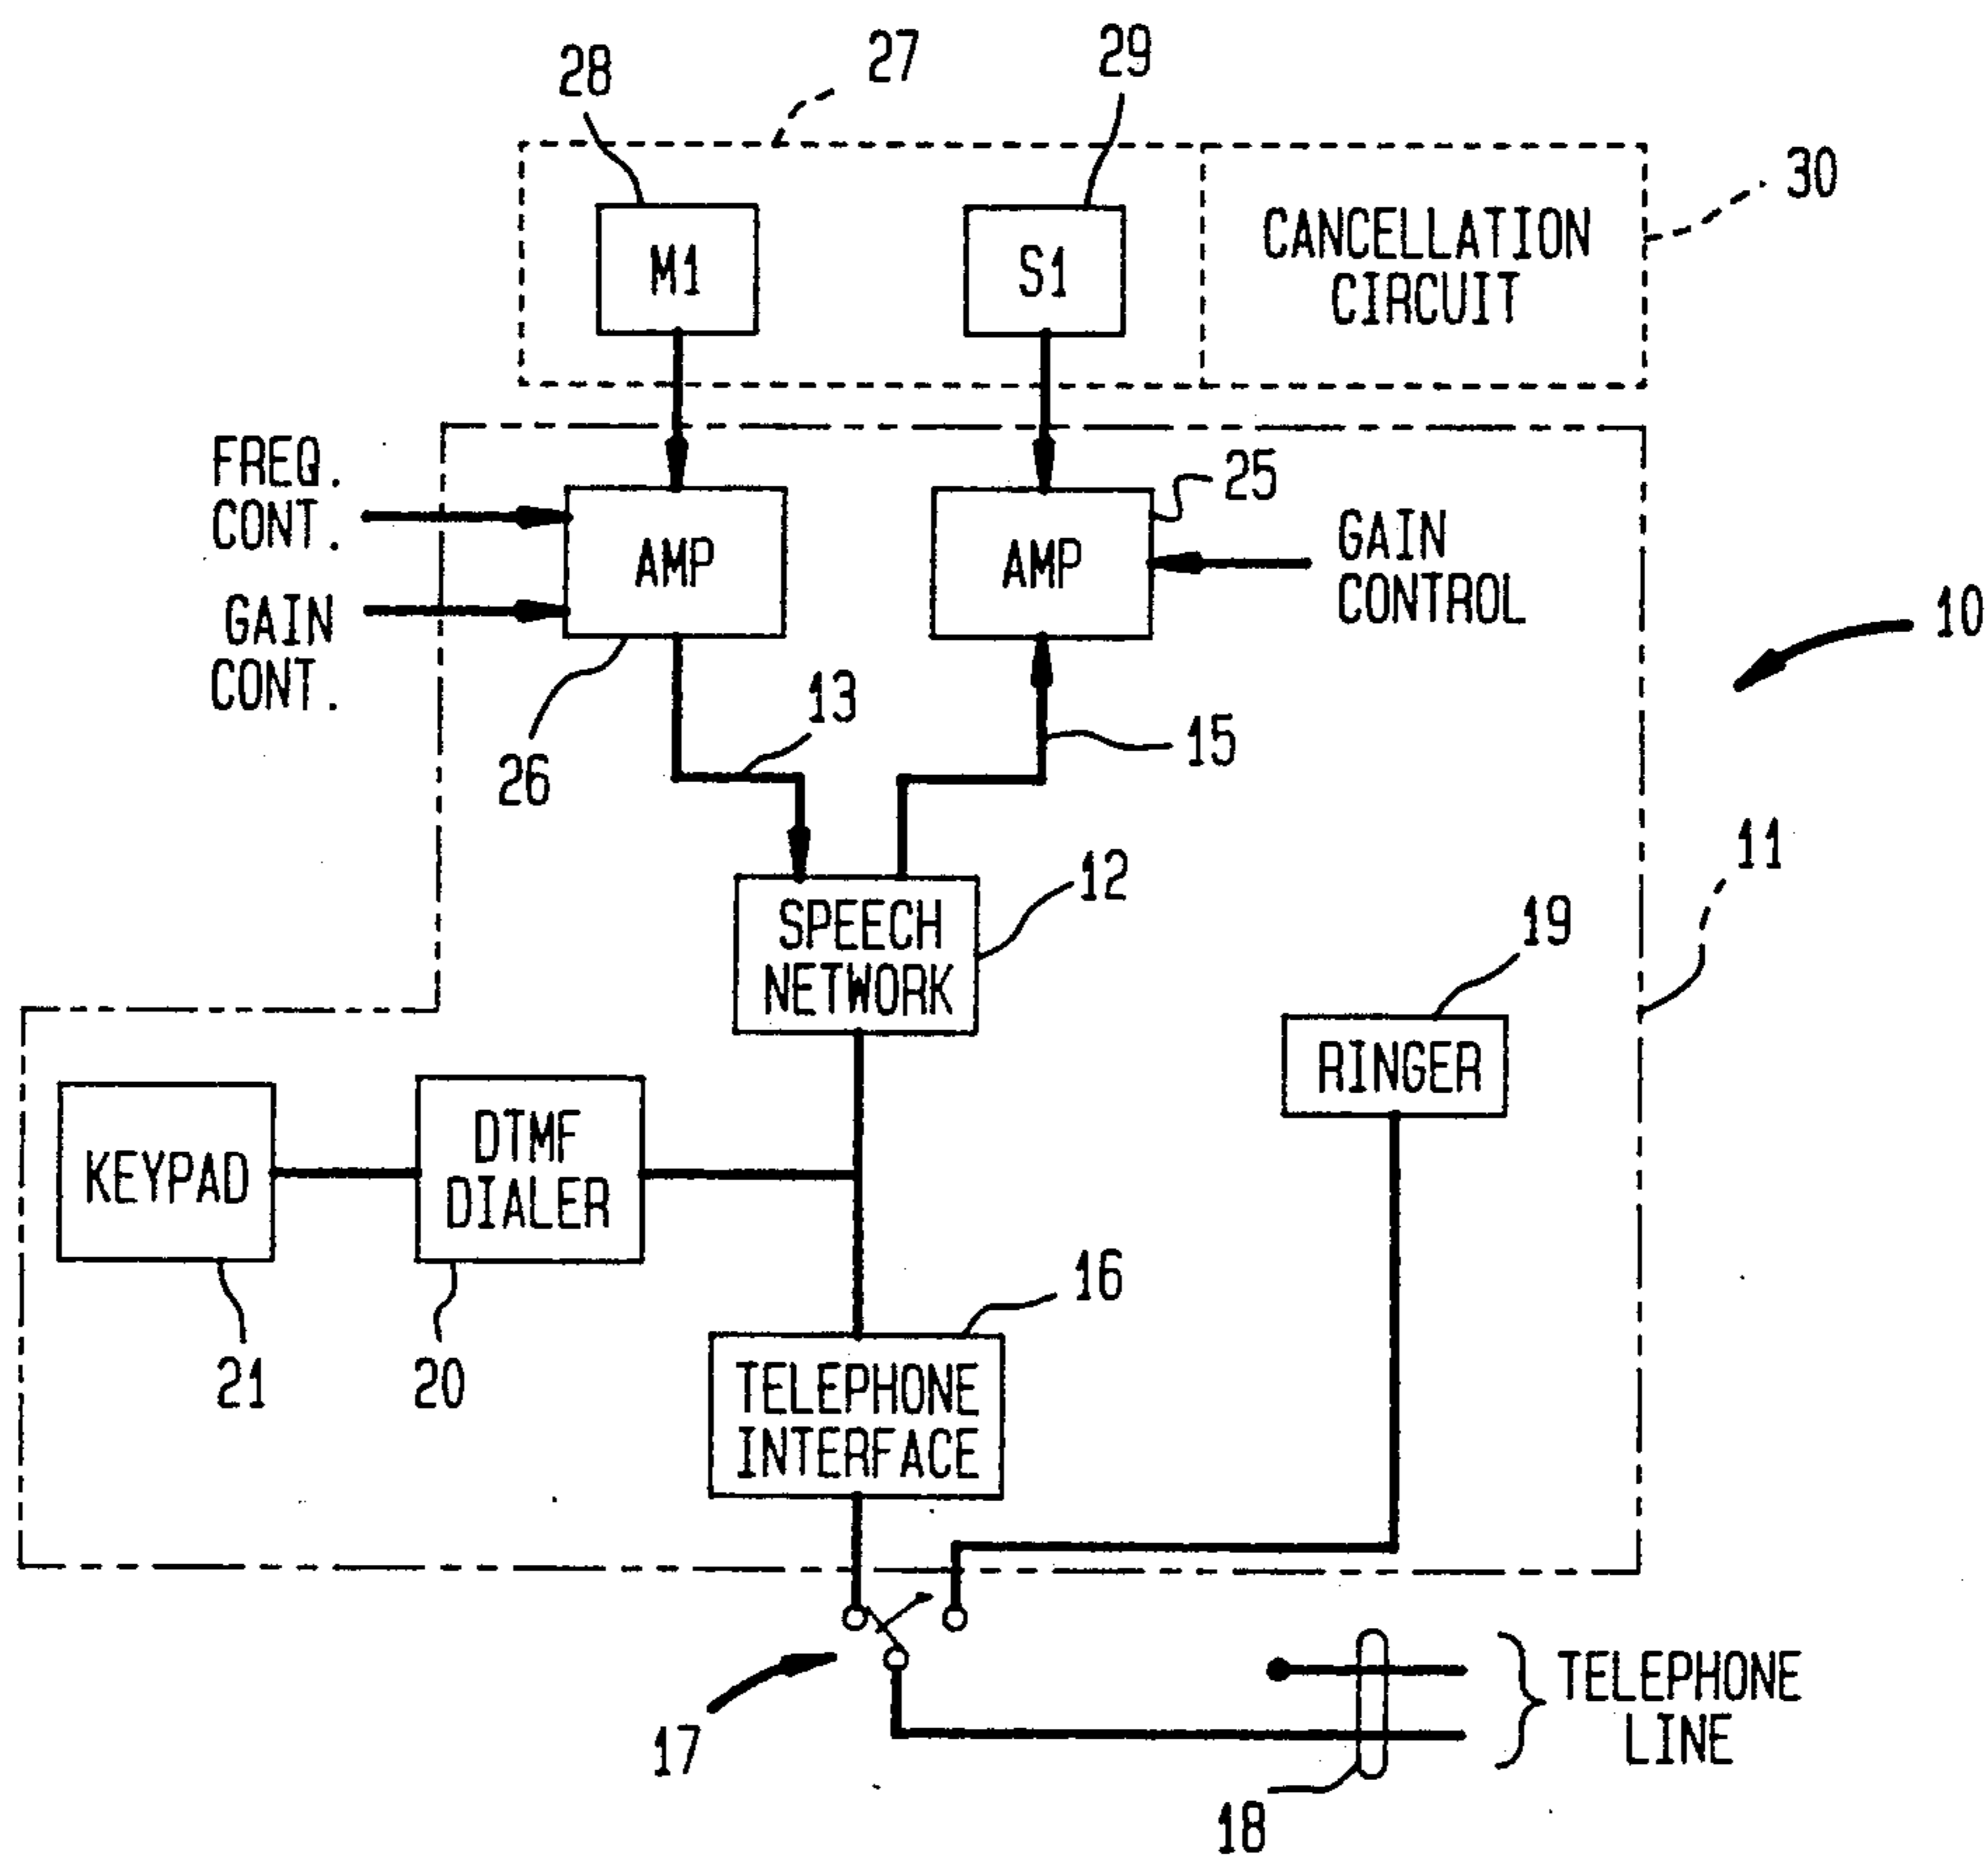 28
27
29
30
M1
S1
CANCELLATION
CIRCUIT
FREQ.
CONT.
GAIN
CONT.
AMP
AMP
25
GAIN
CONTROL
10
26
13
15
SPEECH
NETWORK
12
11
19
RINGER
KEYPAD
DTMF
DIALER
21
20
16
TELEPHONE
INTERFACE
17
18
TELEPHONE
LINE